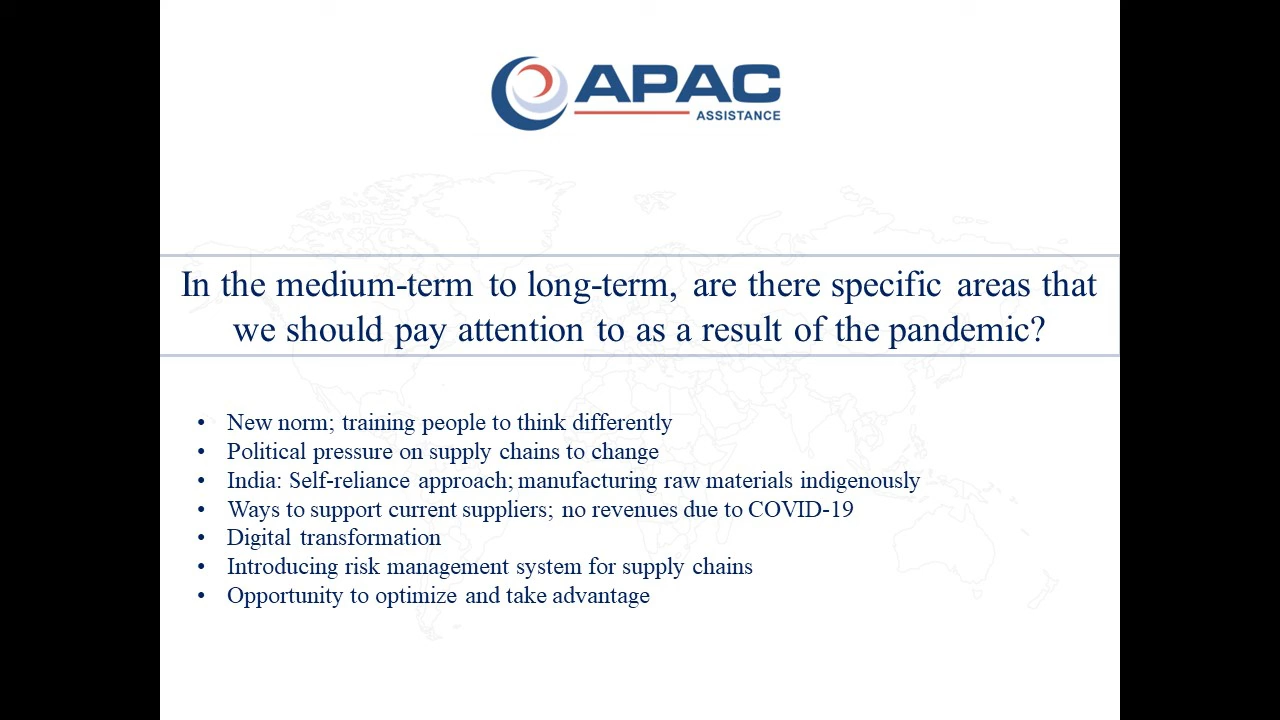 APAC
ASSISTANCE
In the medium-term to long-term, are there specific areas that
we should pay attention to as a result of the pandemic?
• New norm; training people to think differently
• Political pressure on supply chains to change
• India: Self-reliance approach; manufacturing raw materials indigenously
• Ways to support current suppliers; no revenues due to COVID-19
• Digital transformation
• Introducing risk management system for supply chains
• Opportunity to optimize and take advantage